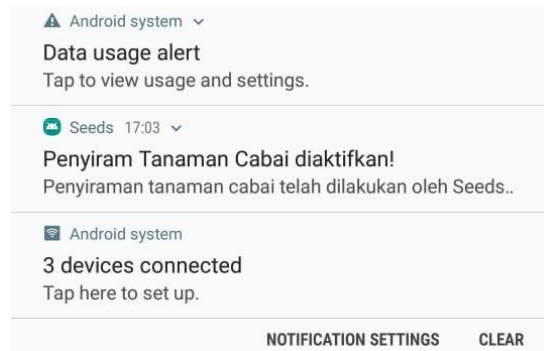 Android system
Data usage alert
Tap to view usage and settings.
Seeds 17:03
Penyiram Tanaman Cabai diaktifkan!
Penyiraman tanaman cabai telah dilakukan oleh Seeds..
Android system
3 devices connected
Tap here to set up.
NOTIFICATION SETTINGS CLEAR